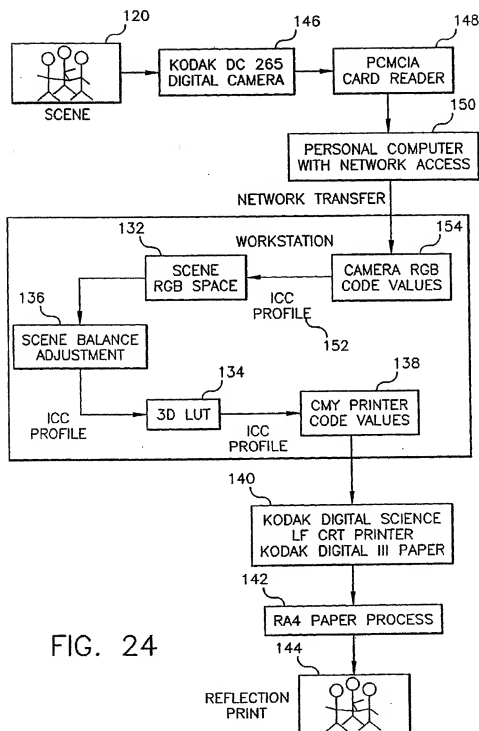 120
SCENE
146
KODAK DC 265
DIGITAL CAMERA
148
PCMCIA
CARD READER
150
PERSONAL COMPUTER
WITH NETWORK ACCESS
NETWORK TRANSFER
WORKSTATION
154
CAMERA RGB
CODE VALUES
ICC
PROFILE
152
132
SCENE
RGB SPACE
136
SCENE BALANCE
ADJUSTMENT
ICC
PROFILE
134
3D LUT
ICC
PROFILE
138
CMY PRINTER
CODE VALUES
140
KODAK DIGITAL SCIENCE
LF CRT PRINTER
KODAK DIGITAL III PAPER
142
RA4 PAPER PROCESS
144
REFLECTION
PRINT
FIG. 24